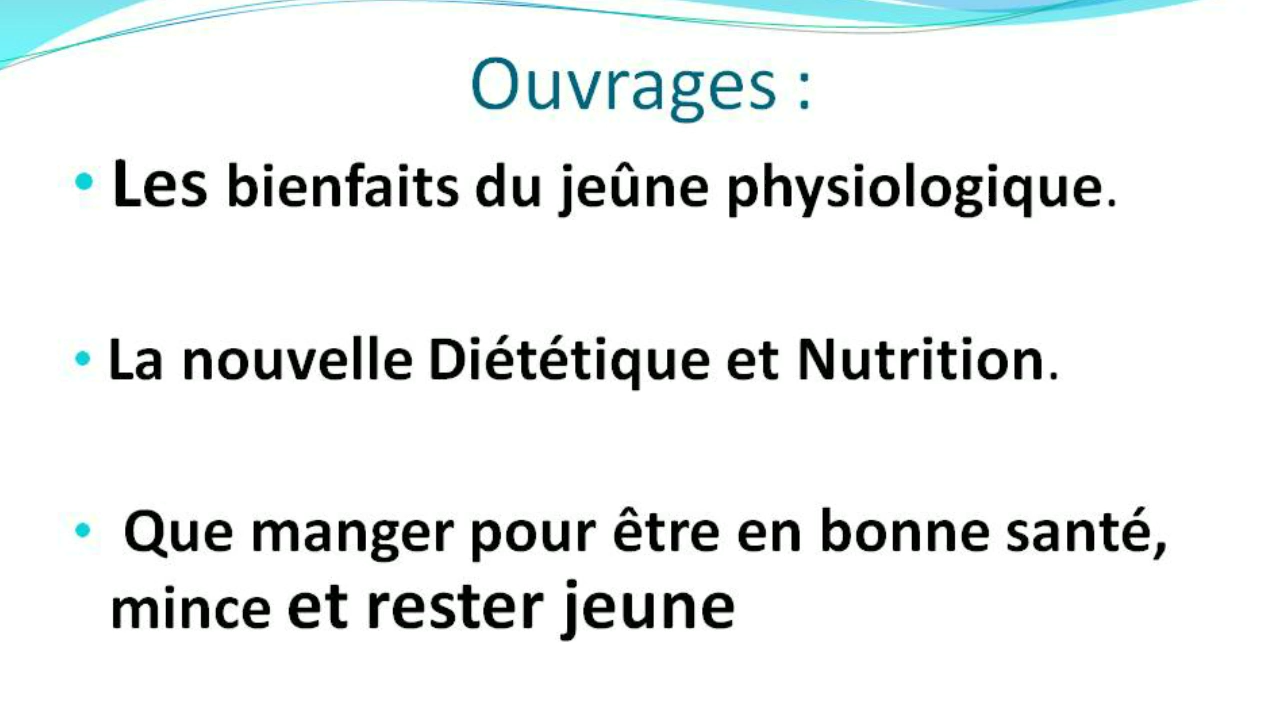 Ouvrages :
• Les bienfaits du jeûne physiologique.
• La nouvelle Diététique et Nutrition.
• Que manger pour être en bonne santé,
mince et rester jeune